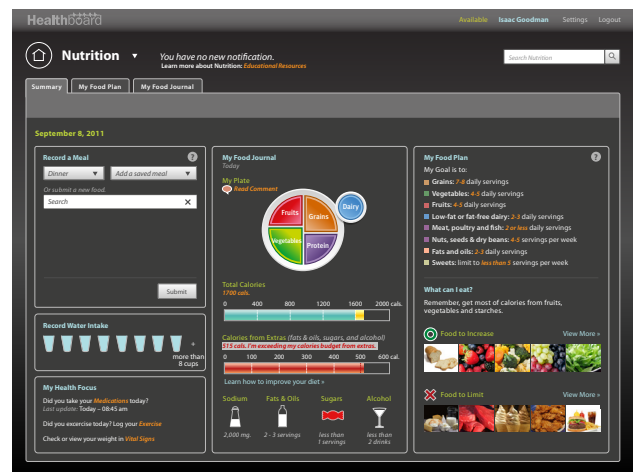 Healthboard
Available Isaac Goodman Settings Logout
Nutrition ▼
You have no new notification.
Learn more about Nutrition: Educational Resources
Search Nutrition
Summary My Food Plan My Food Journal
September 8, 2011
Record a Meal ?
Dinner ▼ Add a saved meal ▼
Or submit a new food.
Search ✕
Submit
Record Water Intake
+
more than
8 cups
My Health Focus
Did you take your Medications today?
Last update: Today – 08:45 am
Did you excercise today? Log your Exercise
Check or view your weight in Vital Signs
My Food Journal
Today
My Plate
Read Comment
Fruits
Grains
Vegetables
Protein
Dairy
Total Calories
1700 cals.
0 400 800 1200 1600 2000 cals.
Calories from Extras (fats & oils, sugars, and alcohol)
515 cals. I'm exceeding my calories budget from extras.
0 100 200 300 400 500 600 cal.
Learn how to improve your diet »
Sodium Fats & Oils Sugars Alcohol
2,000 mg. 2 - 3 servings less than less than
1 servings 2 drinks
My Food Plan ?
My Goal is to:
Grains: 7-8 daily servings
Vegetables: 4-5 daily servings
Fruits: 4-5 daily servings
Low-fat or fat-free dairy: 2-3 daily servings
Meat, poultry and fish: 2 or less daily servings
Nuts, seeds & dry beans: 4-5 servings per week
Fats and oils: 2-3 daily servings
Sweets: limit to less than 5 servings per week
What can I eat?
Remember, get most of calories from fruits,
vegetables and starches.
Food to Increase View More »
Food to Limit View More »